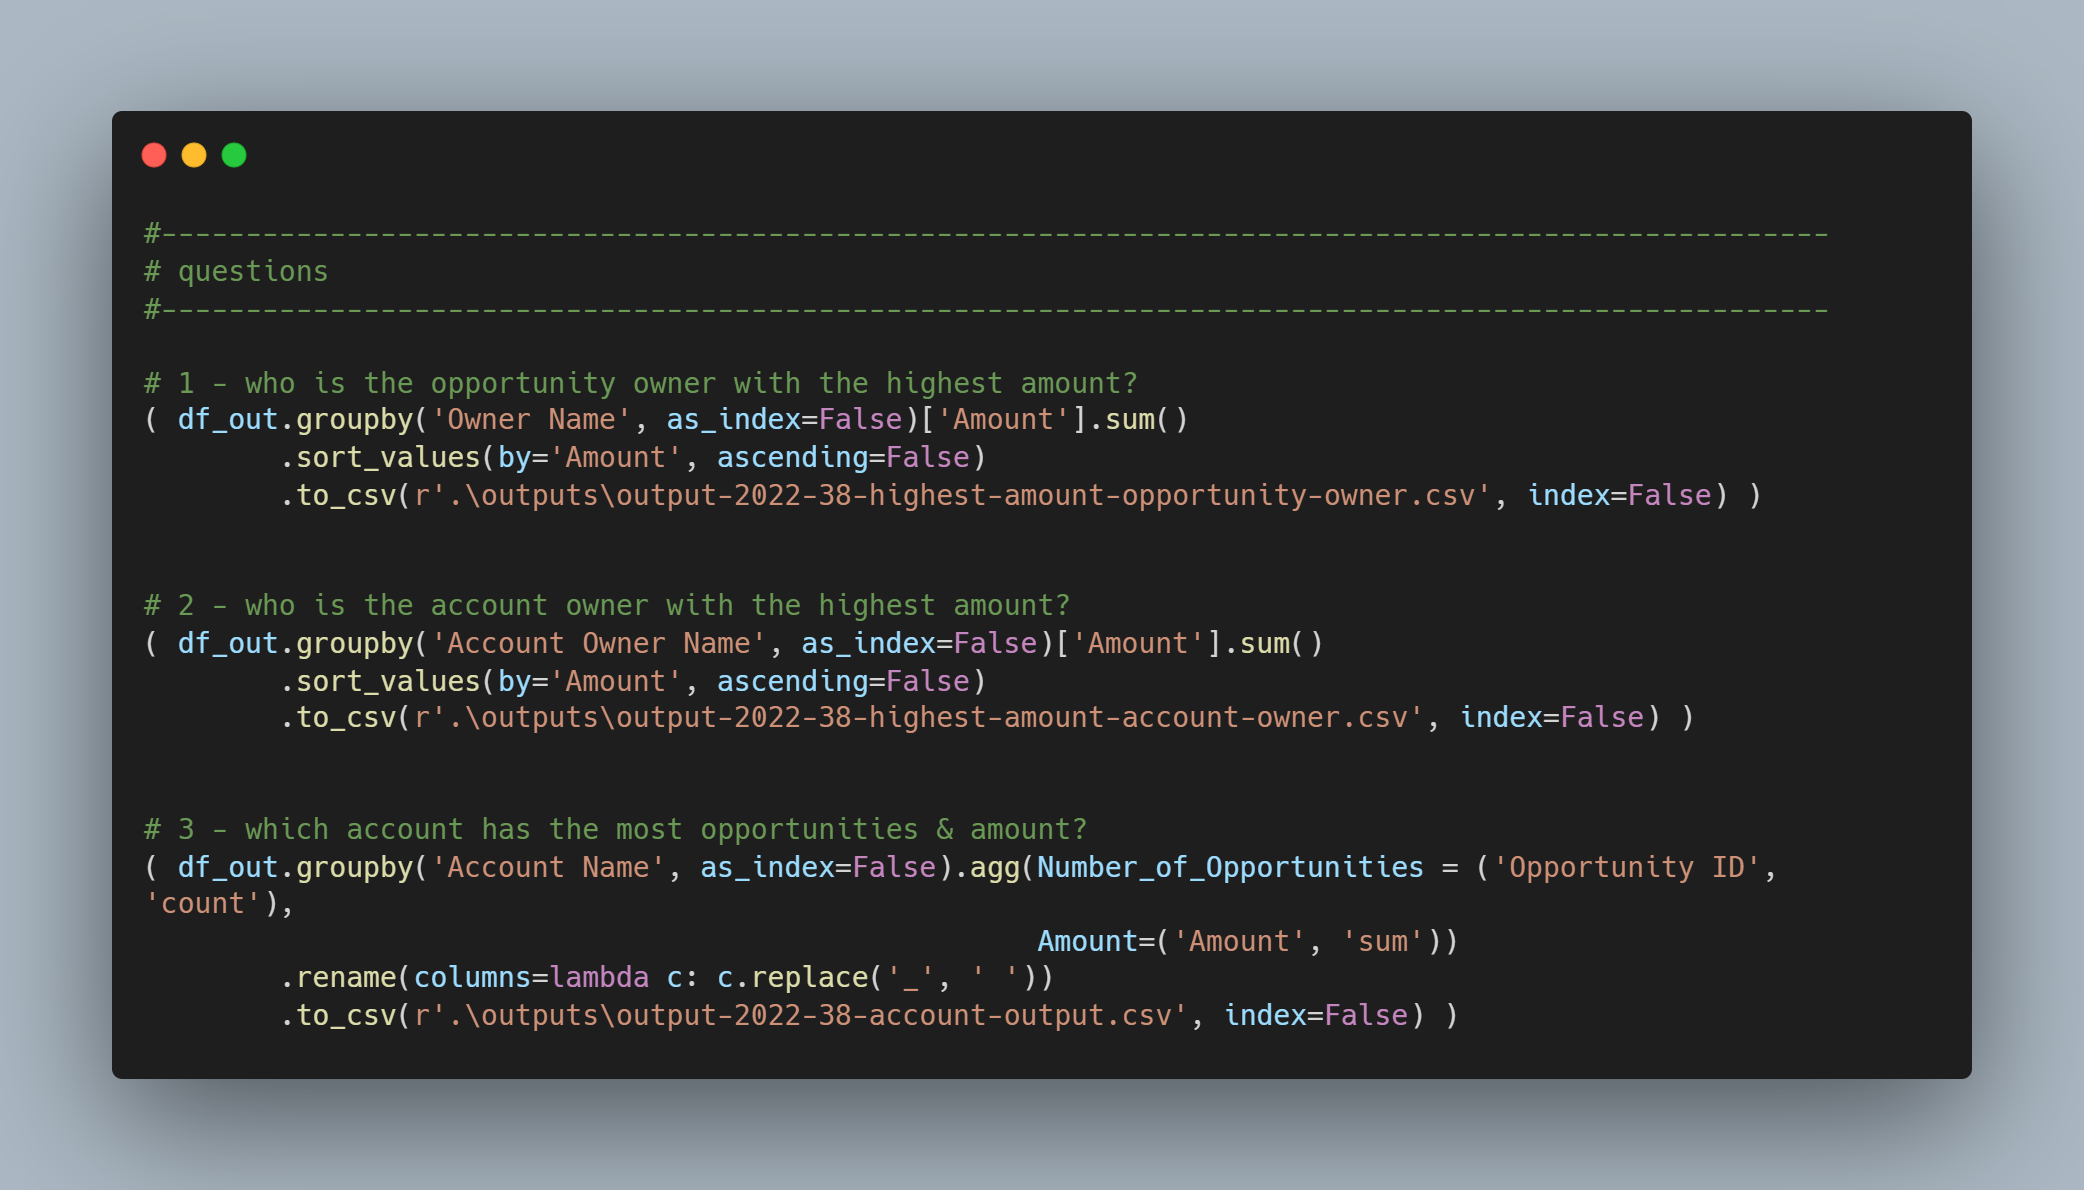 #---------------------------------------------------------------------------------------------------
# questions
#---------------------------------------------------------------------------------------------------

# 1 - who is the opportunity owner with the highest amount?
( df_out.groupby('Owner Name', as_index=False)['Amount'].sum()
        .sort_values(by='Amount', ascending=False)
        .to_csv(r'.\outputs\output-2022-38-highest-amount-opportunity-owner.csv', index=False) )

# 2 - who is the account owner with the highest amount?
( df_out.groupby('Account Owner Name', as_index=False)['Amount'].sum()
        .sort_values(by='Amount', ascending=False)
        .to_csv(r'.\outputs\output-2022-38-highest-amount-account-owner.csv', index=False) )

# 3 - which account has the most opportunities & amount?
( df_out.groupby('Account Name', as_index=False).agg(Number_of_Opportunities = ('Opportunity ID',
'count'),
                                                     Amount=('Amount', 'sum'))
        .rename(columns=lambda c: c.replace('_', ' '))
        .to_csv(r'.\outputs\output-2022-38-account-output.csv', index=False) )